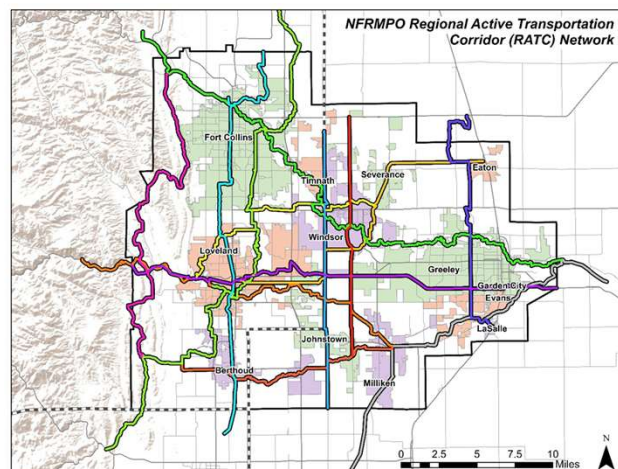 NFRMPO Regional Active Transportation
Corridor (RATC) Network
Fort Collins
Timnath
Severance
Eaton
Windsor
Loveland
Greeley
Garden City
Evans
LaSalle
Johnstown
Berthoud
Milliken
N
0 2.5 5 7.5 10
Miles